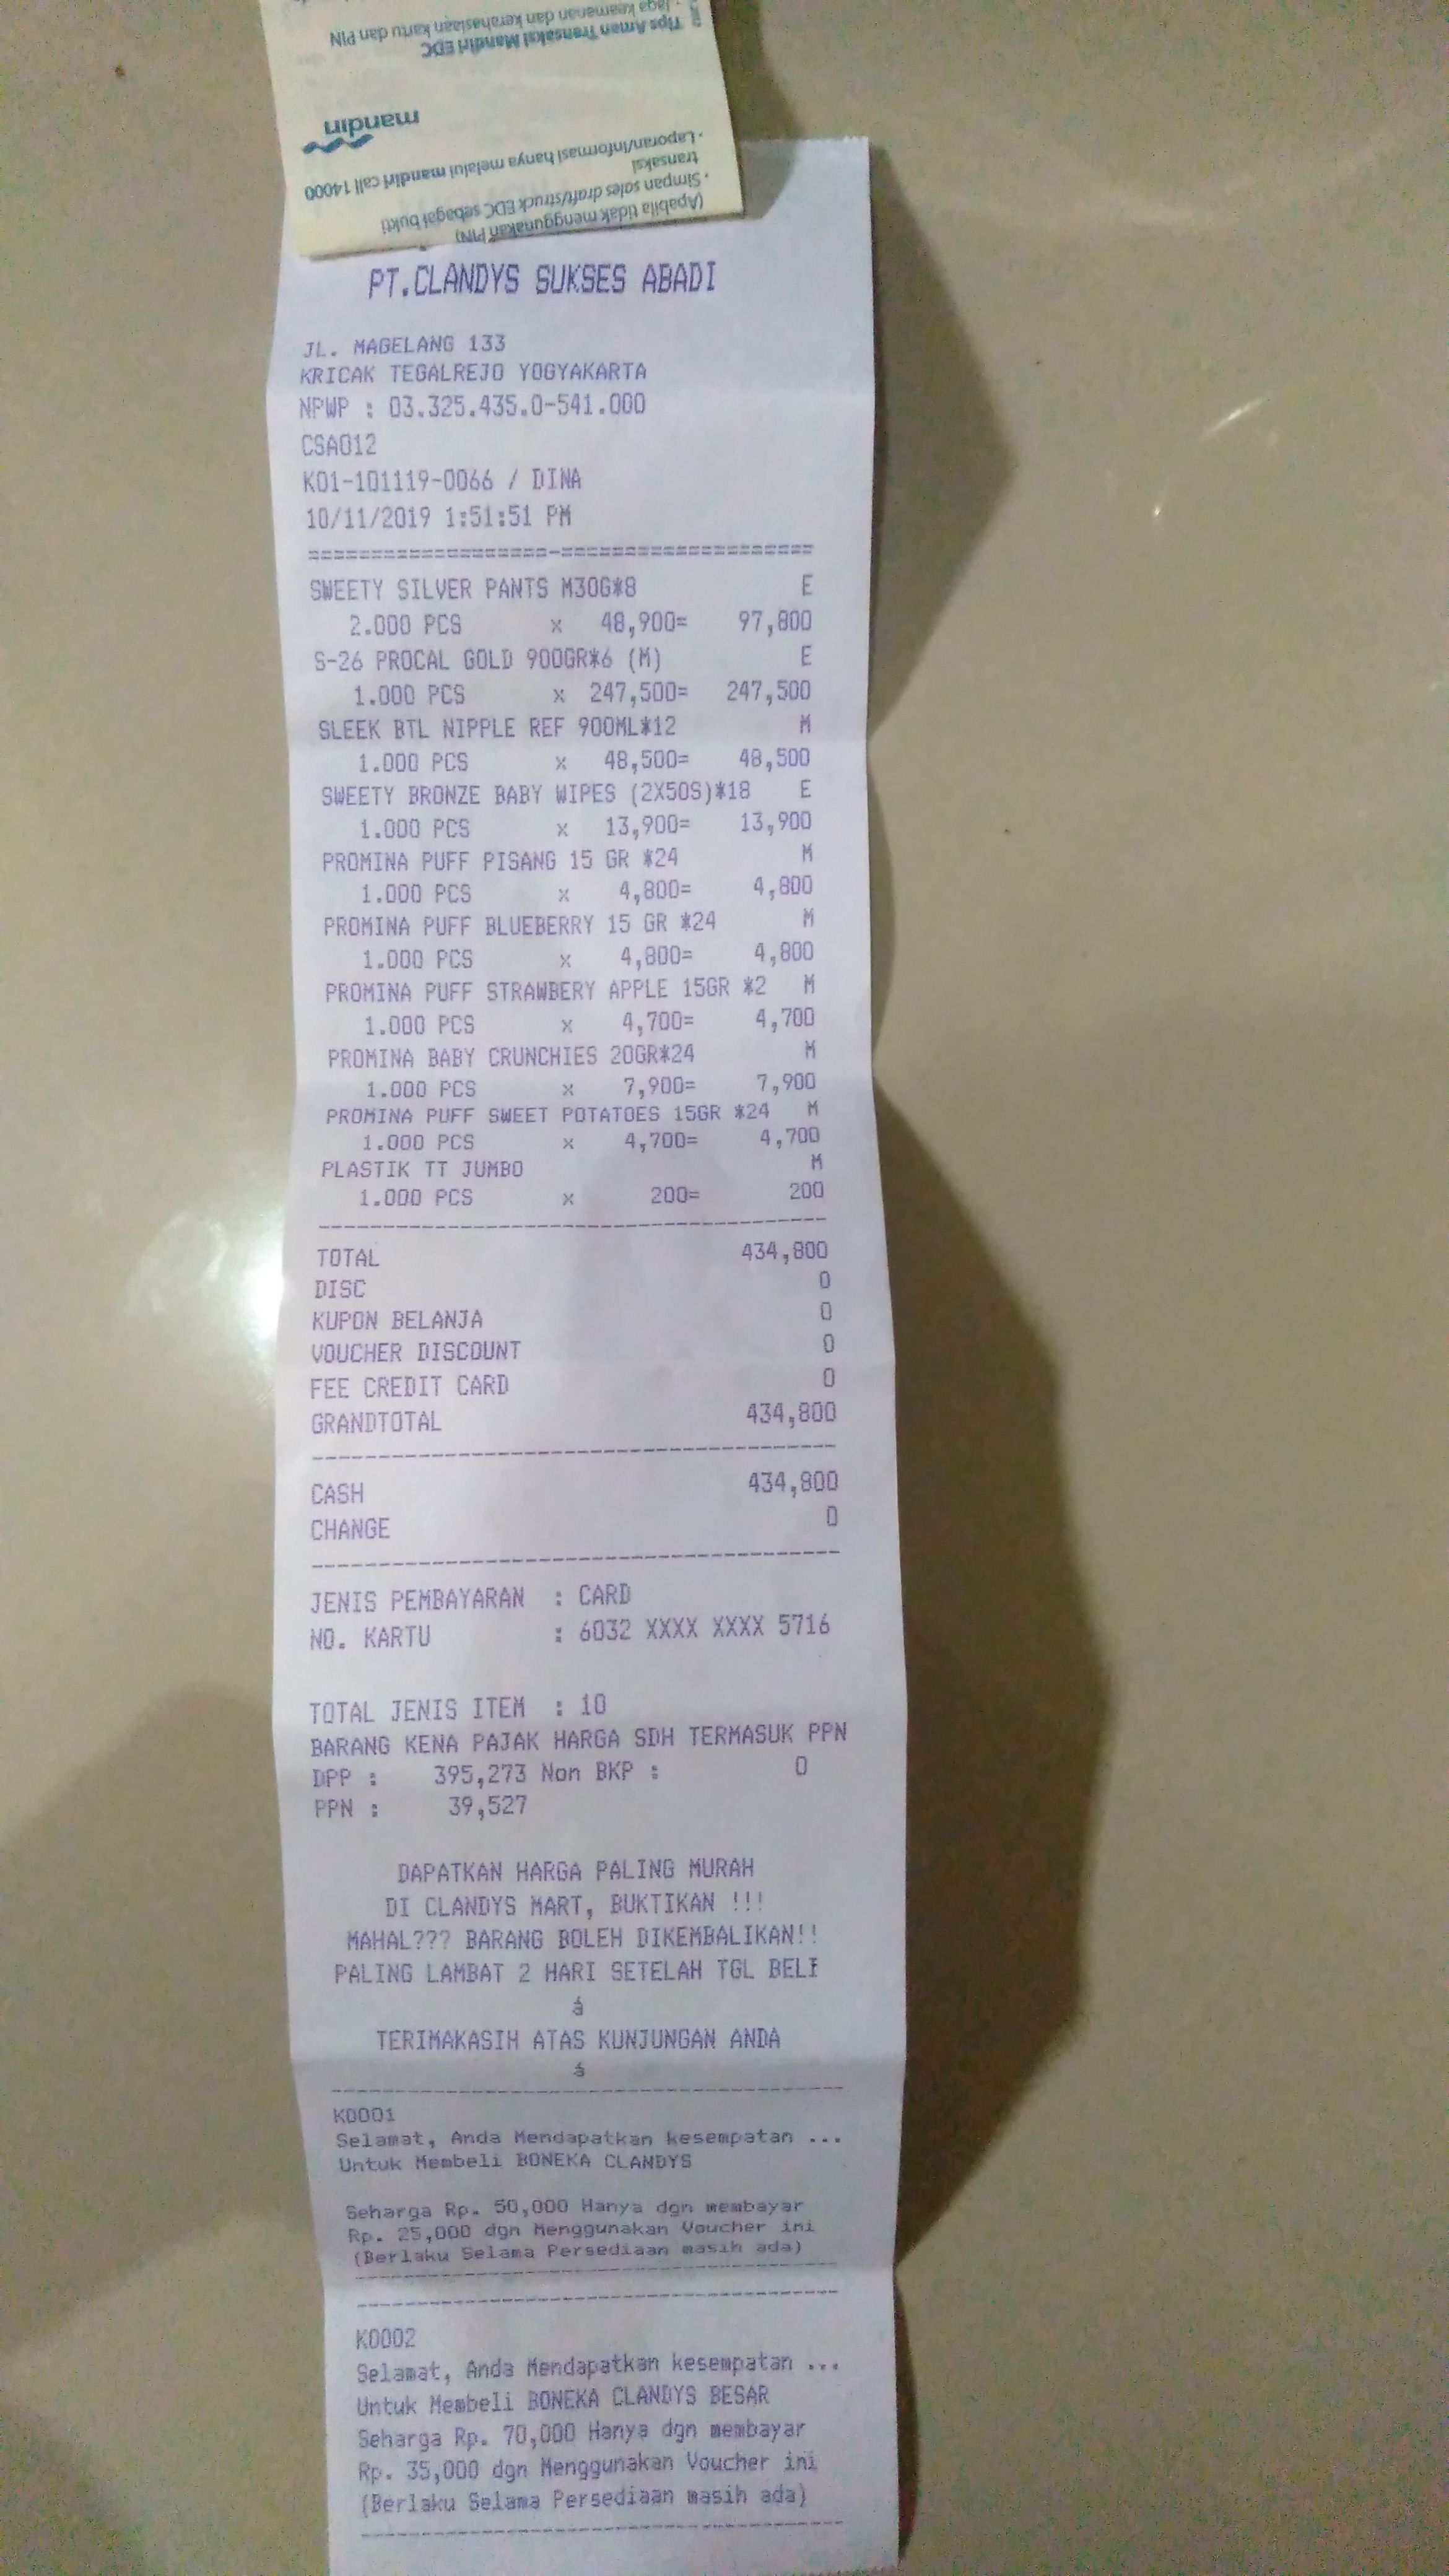 Jaga keamanan dan kerahasiaan kartu dan PIN
Tips Aman Transaksi Mandiri EDC
mandiri
• Laporan/informasi hanya melalui mandiri call 14000
transaksi
• Simpan sales draft/struck EDC sebagai bukti
(Apabila tidak menggunakan PIN)
PT.CLANDYS SUKSES ABADI
JL. MAGELANG 133
KRICAK TEGALREJO YOGYAKARTA
NPWP : 03.325.435.0-541.000
CSA012
K01-101119-0066 / DINA
10/11/2019 1:51:51 PM
===================-====================
SWEETY SILVER PANTS M30G*8 E
2.000 PCS x 48,900= 97,800
S-26 PROCAL GOLD 900GR*6 (M) E
1.000 PCS x 247,500= 247,500
SLEEK BTL NIPPLE REF 900ML*12 M
1.000 PCS x 48,500= 48,500
SWEETY BRONZE BABY WIPES (2X50S)*18 E
1.000 PCS x 13,900= 13,900
PROMINA PUFF PISANG 15 GR *24 M
1.000 PCS x 4,800= 4,800
PROMINA PUFF BLUEBERRY 15 GR *24 M
1.000 PCS x 4,800= 4,800
PROMINA PUFF STRAWBERY APPLE 15GR *2 M
1.000 PCS x 4,700= 4,700
PROMINA BABY CRUNCHIES 20GR*24 M
1.000 PCS x 7,900= 7,900
PROMINA PUFF SWEET POTATOES 15GR *24 M
1.000 PCS x 4,700= 4,700
PLASTIK TT JUMBO M
1.000 PCS x 200= 200
----------------------------------------
TOTAL 434,800
DISC 0
KUPON BELANJA 0
VOUCHER DISCOUNT 0
FEE CREDIT CARD 0
GRANDTOTAL 434,800
----------------------------------------
CASH 434,800
CHANGE 0
----------------------------------------
JENIS PEMBAYARAN : CARD
NO. KARTU : 6032 XXXX XXXX 5716
TOTAL JENIS ITEM : 10
BARANG KENA PAJAK HARGA SDH TERMASUK PPN
DPP : 395,273 Non BKP : 0
PPN : 39,527
DAPATKAN HARGA PALING MURAH
DI CLANDYS MART, BUKTIKAN !!!
MAHAL??? BARANG BOLEH DIKEMBALIKAN!!
PALING LAMBAT 2 HARI SETELAH TGL BELI
á
TERIMAKASIH ATAS KUNJUNGAN ANDA
á
----------------------------------------
K0001
Selamat, Anda Mendapatkan kesempatan ...
Untuk Membeli BONEKA CLANDYS
Seharga Rp. 50,000 Hanya dgn membayar
Rp. 25,000 dgn Menggunakan Voucher ini
(Berlaku Selama Persediaan masih ada)
----------------------------------------
----------------------------------------
K0002
Selamat, Anda Mendapatkan kesempatan ...
Untuk Membeli BONEKA CLANDYS BESAR
Seharga Rp. 70,000 Hanya dgn membayar
Rp. 35,000 dgn Menggunakan Voucher ini
(Berlaku Selama Persediaan masih ada)
----------------------------------------